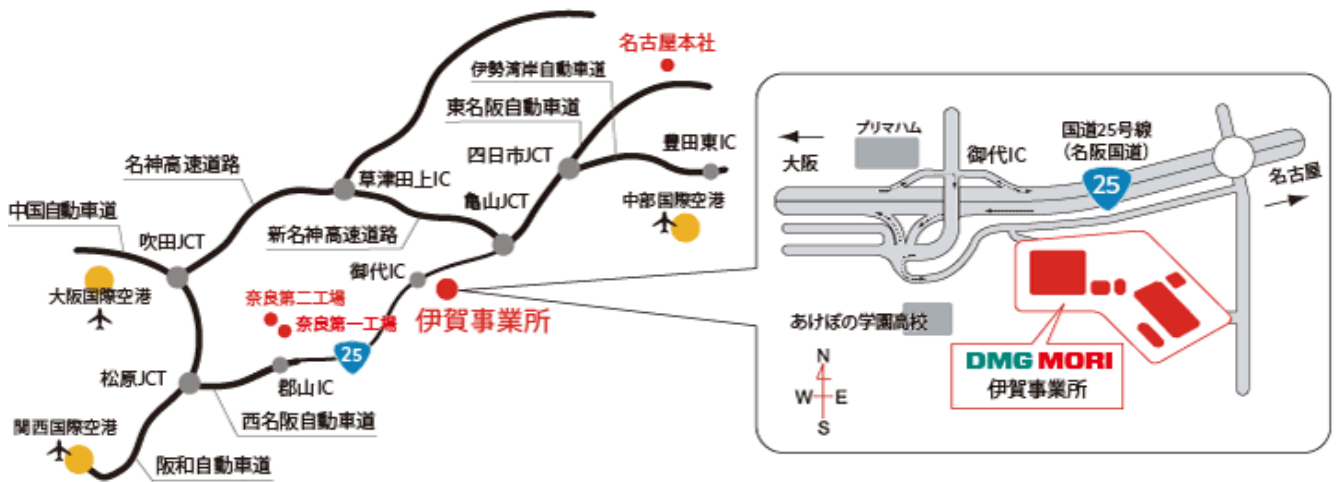 名古屋本社
伊勢湾岸自動車道
東名阪自動車道
豊田東IC
四日市JCT
名神高速道路
草津田上IC
亀山JCT
中部国際空港
中国自動車道
吹田JCT
新名神高速道路
御代IC
大阪国際空港
奈良第二工場
奈良第一工場
伊賀事業所
25
松原JCT
郡山IC
西名阪自動車道
関西国際空港
阪和自動車道
プリマハム
大阪
御代IC
国道25号線
(名阪国道)
25
名古屋
あけぼの学園高校
N
W E
S
DMG MORI
伊賀事業所